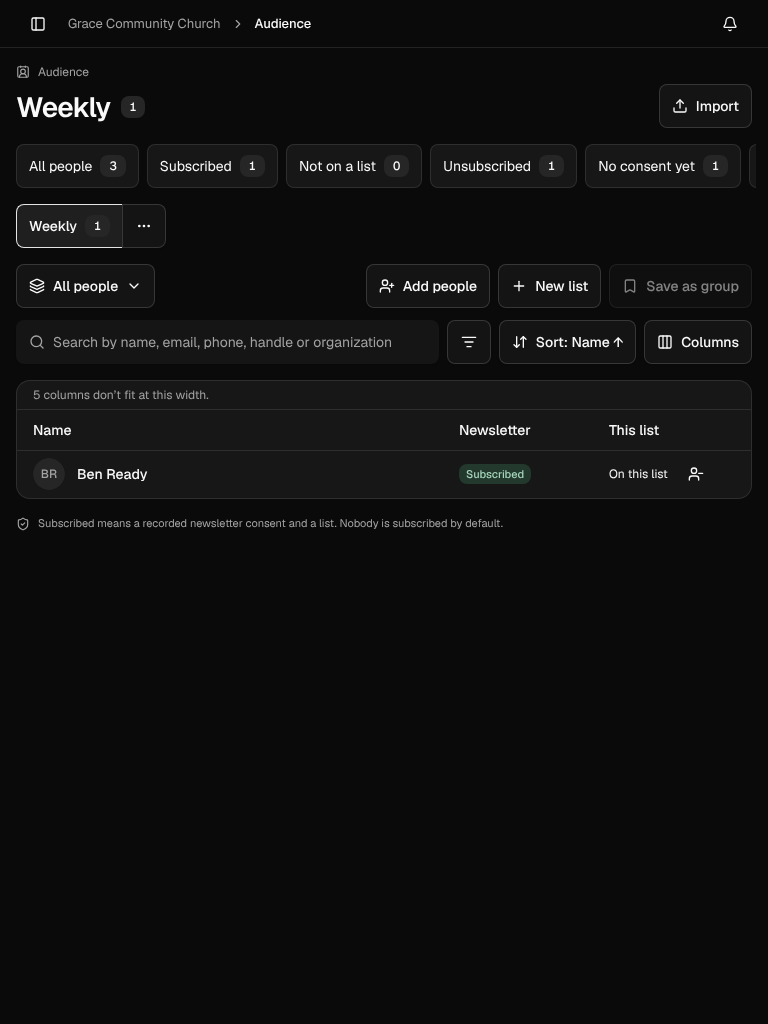 Grace Community Church > Audience
Audience
Weekly 1
Import
All people 3 Subscribed 1 Not on a list 0 Unsubscribed 1 No consent yet 1
Weekly 1 ...
All people Add people + New list Save as group
Search by name, email, phone, handle or organization Sort: Name ↑ Columns
5 columns don't fit at this width.
Name Newsletter This list
BR Ben Ready Subscribed On this list
Subscribed means a recorded newsletter consent and a list. Nobody is subscribed by default.